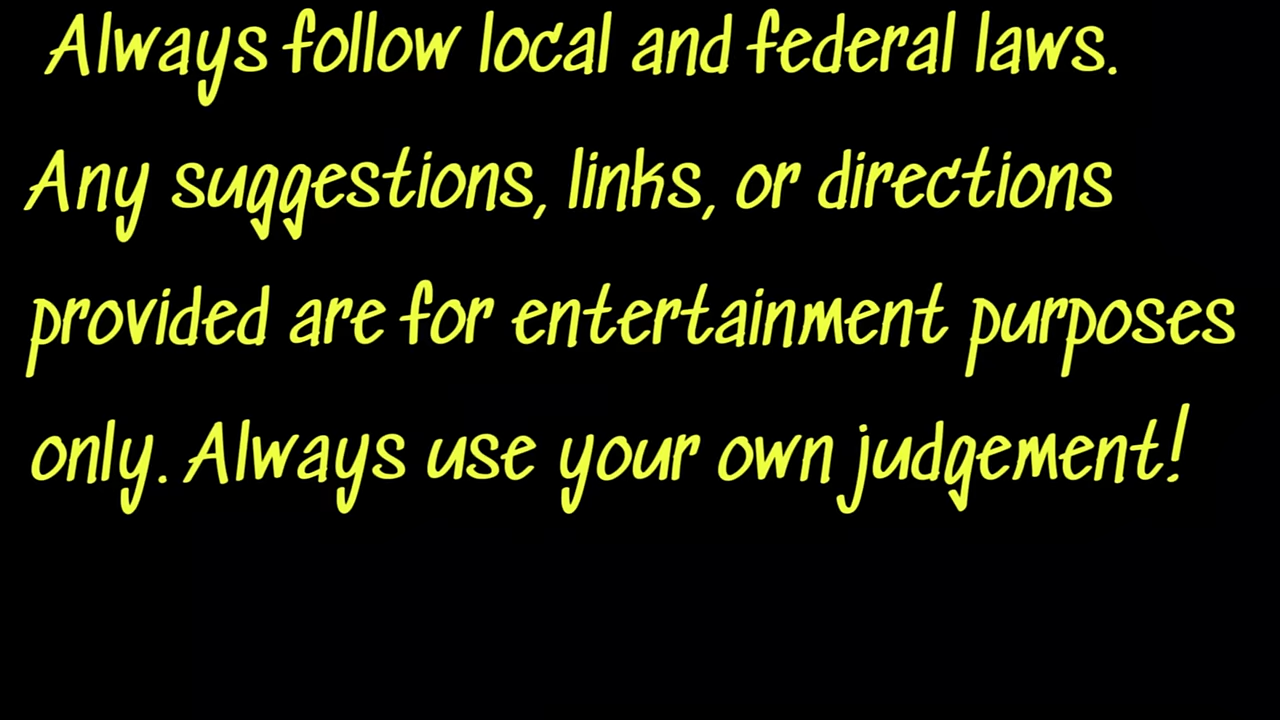 Always follow local and federal laws.
Any suggestions, links, or directions
provided are for entertainment purposes
only. Always use your own judgement!